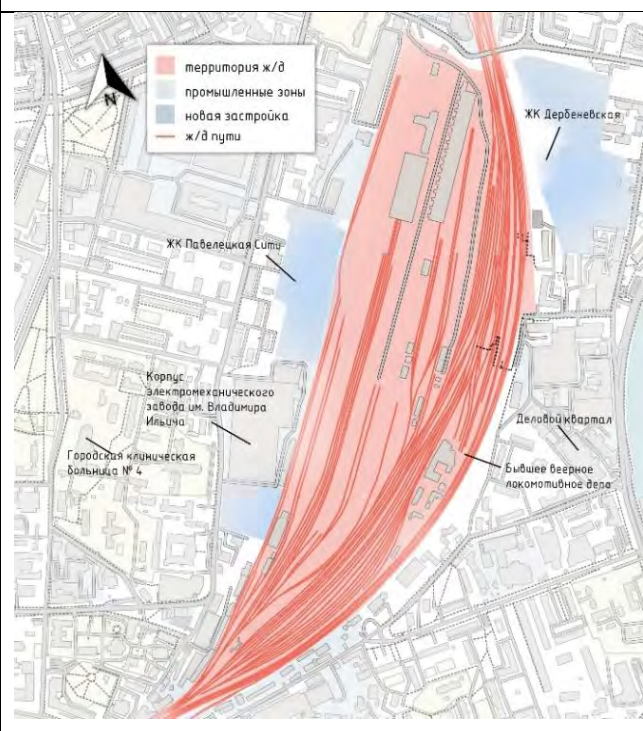 территория ж/д
промышленные зоны
новая застройка
ж/д пути
N
ЖК Дербеневская
ЖК Павелецкая Сити
Корпус
электромеханического
завода им. Владимира
Ильича
Городская клиническая
больница № 4
Деловой квартал
Бывшее веерное
локомотивное депо